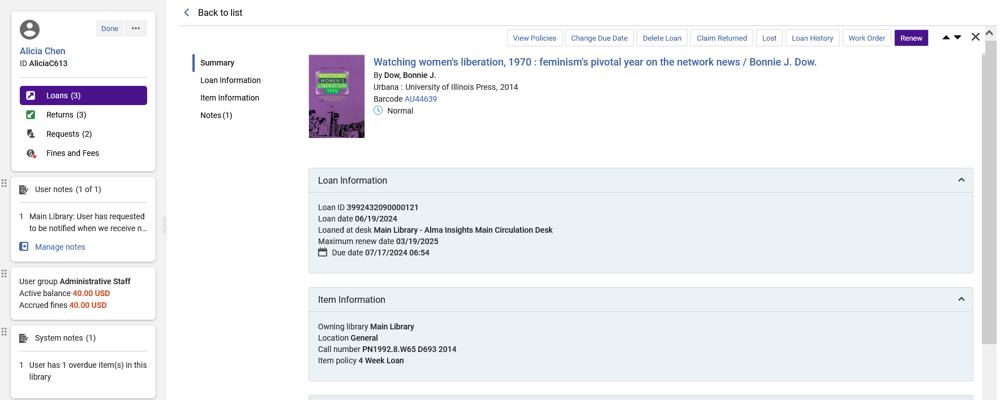 Done
Alicia Chen
ID AliciaC613
Loans (3)
Returns (3)
Requests (2)
Fines and Fees
User notes (1 of 1)
1 Main Library: User has requested
to be notified when we receive n...
Manage notes
User group Administrative Staff
Active balance 40.00 USD
Accrued fines 40.00 USD
System notes (1)
1 User has 1 overdue item(s) in this
library
Back to list
View Policies
Change Due Date
Delete Loan
Claim Returned
Lost
Loan History
Work Order
Renew
Summary
Loan Information
Item Information
Notes (1)
BONNIE J. DOW
WATCHING
WOMEN'S
LIBERATION
1970
Watching women's liberation, 1970 : feminism's pivotal year on the network news / Bonnie J. Dow.
By Dow, Bonnie J.
Urbana : University of Illinois Press, 2014
Barcode AU44639
Normal
Loan Information
Loan ID 3992432090000121
Loan date 06/19/2024
Loaned at desk Main Library - Alma Insights Main Circulation Desk
Maximum renew date 03/19/2025
Due date 07/17/2024 06:54
Item Information
Owning library Main Library
Location General
Call number PN1992.8.W65 D693 2014
Item policy 4 Week Loan